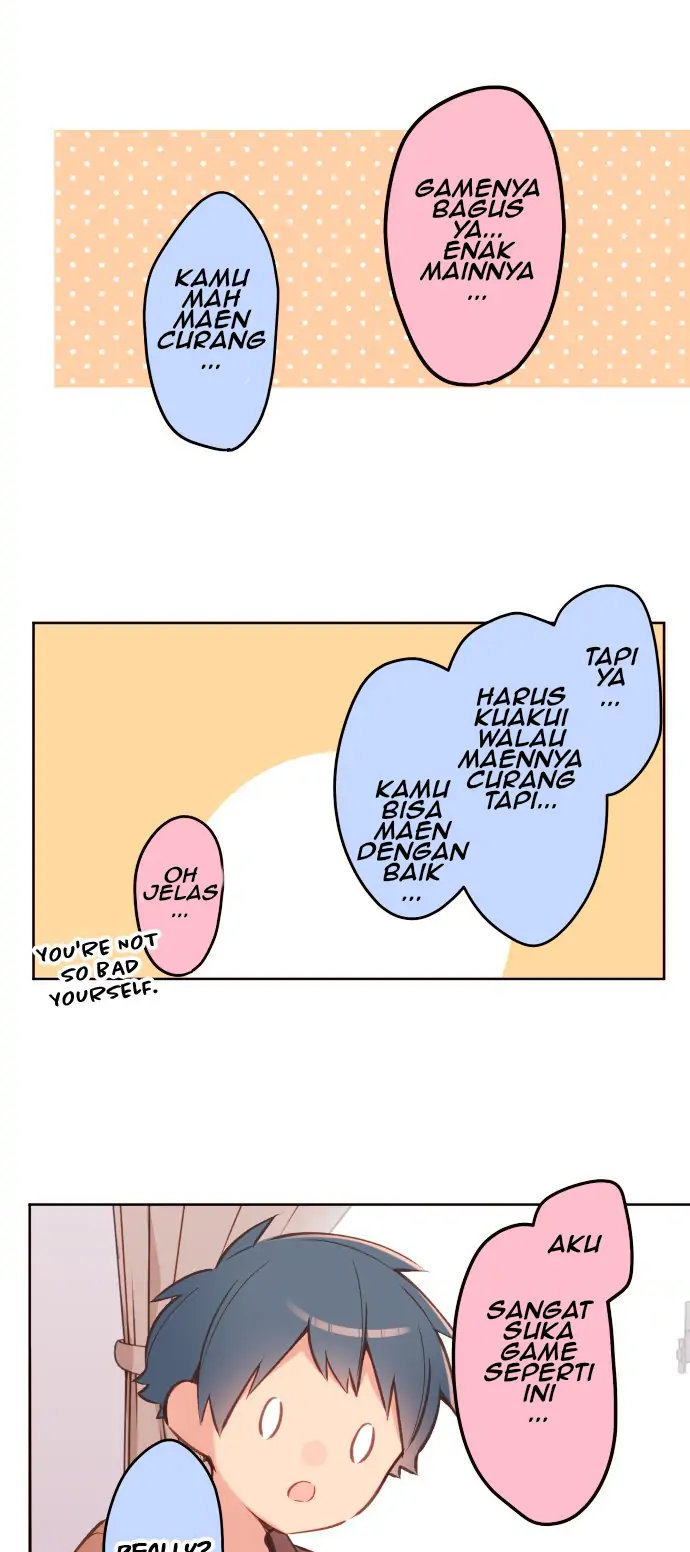 GAMENYA
BAGUS
YA...
ENAK
MAINNYA
...
KAMU
MAH
MAEN
CURANG
...
TAPI
YA
...
HARUS
KUAKUI
WALAU
MAENNYA
CURANG
TAPI...
KAMU
BISA
MAEN
DENGAN
BAIK
...
OH
JELAS
...
YOU'RE NOT
SO BAD
YOURSELF.
AKU
SANGAT
SUKA
GAME
SEPERTI
INI
...
REALLY?